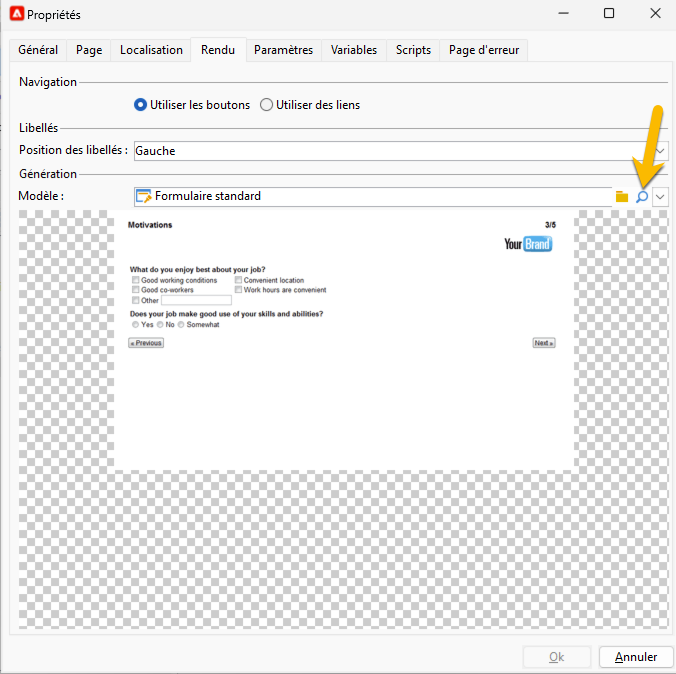 Propriétés
Général Page Localisation Rendu Paramètres Variables Scripts Page d'erreur
Navigation
Utiliser les boutons Utiliser des liens
Libellés
Position des libellés : Gauche
Génération
Modèle : Formulaire standard
Motivations 3/5
Your Brand
What do you enjoy best about your job?
Good working conditions Convenient location
Good co-workers Work hours are convenient
Other
Does your job make good use of your skills and abilities?
Yes No Somewhat
« Previous Next »
Ok Annuler